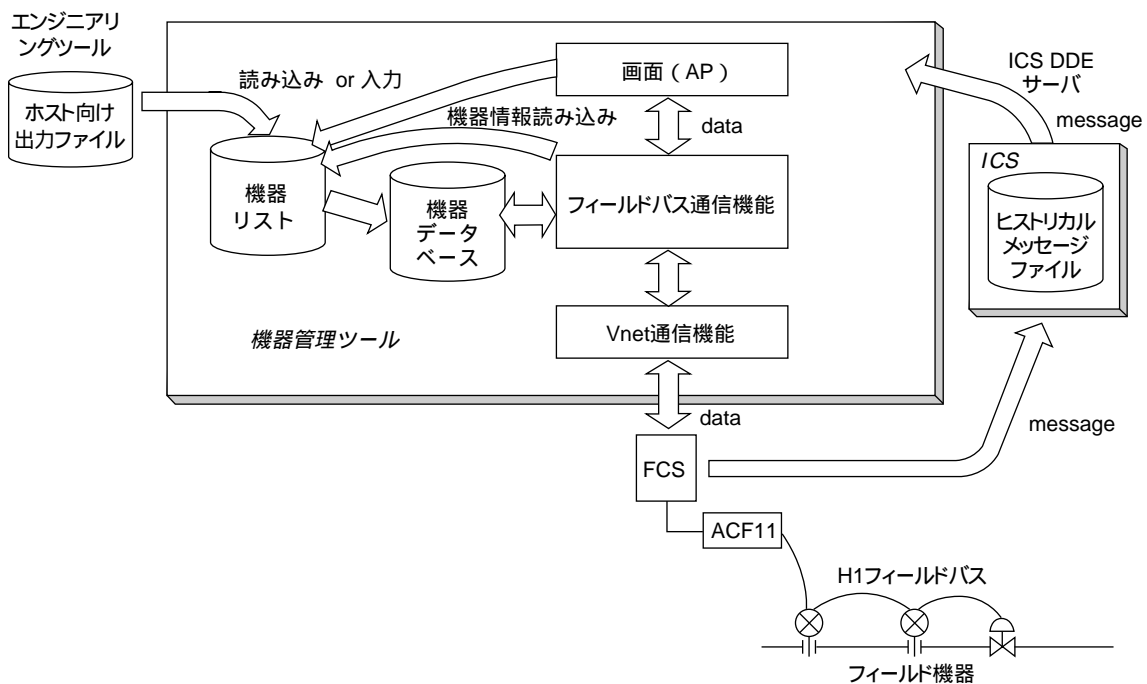 エンジニアリ
ングツール
ホスト向け
出力ファイル
読み込み or 入力
機器情報読み込み
画面（AP）
data
機器
リスト
機器
データ
ベース
フィールドバス通信機能
Vnet通信機能
機器管理ツール
ICS DDE
サーバ
message
ICS
ヒストリカル
メッセージ
ファイル
data
message
FCS
ACF11
H1フィールドバス
フィールド機器